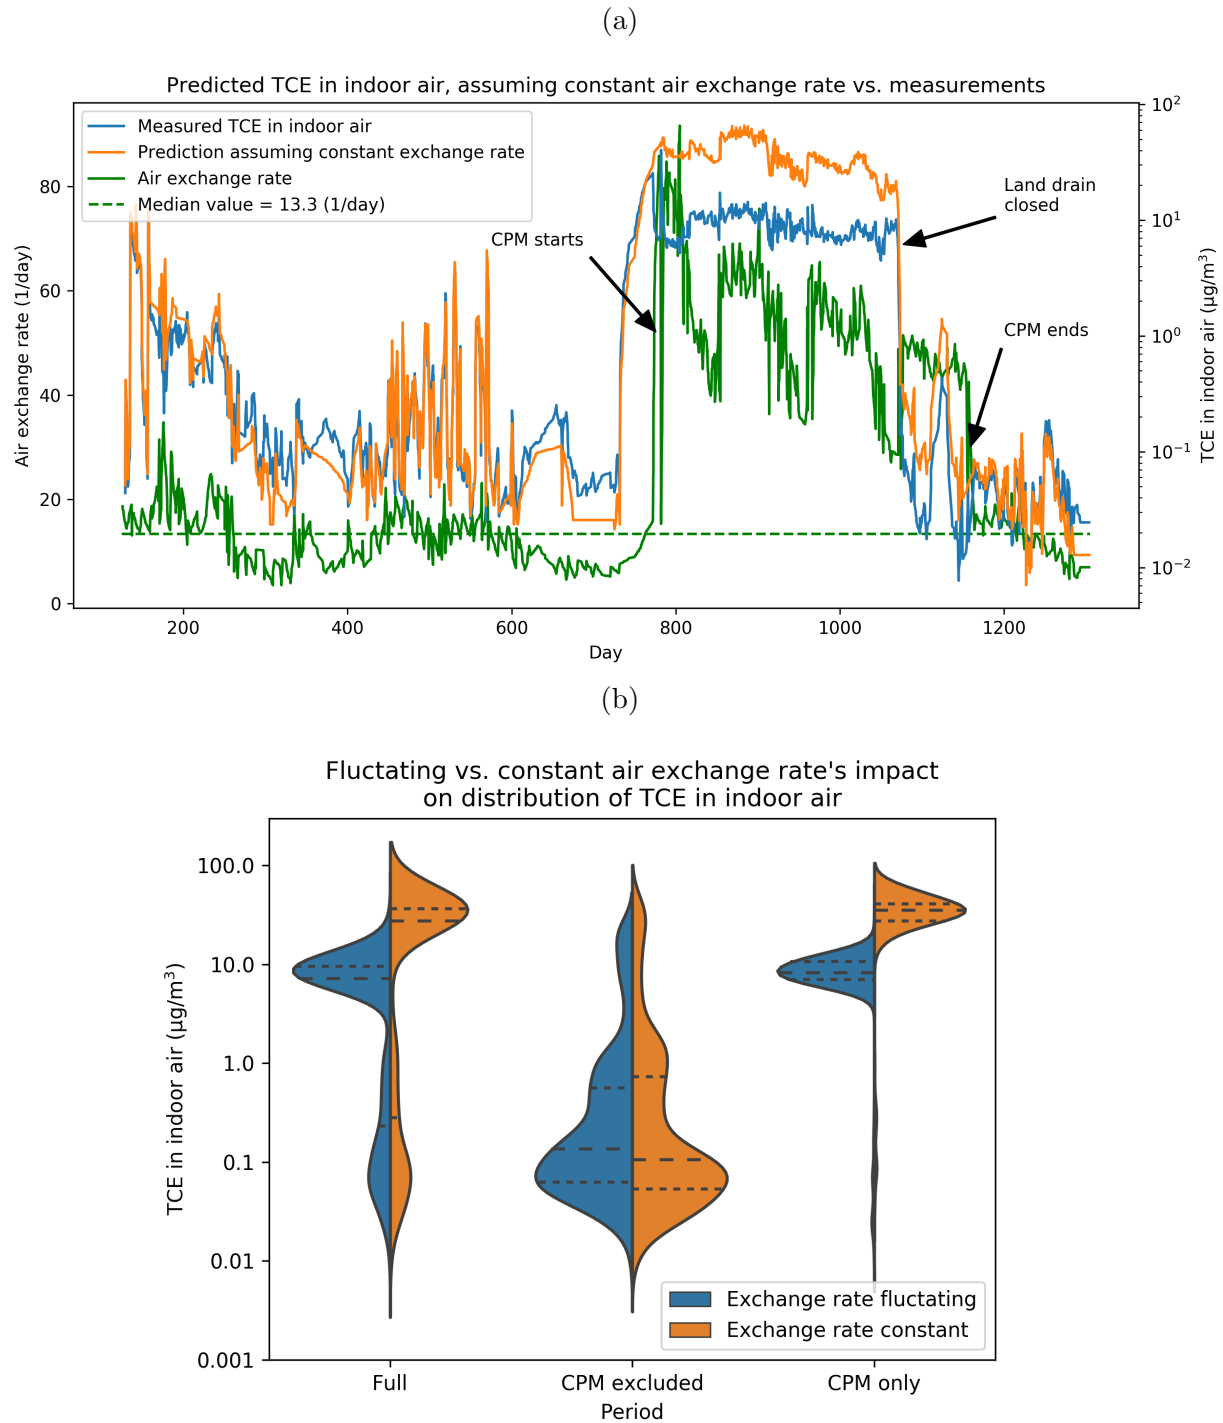 (a)
Predicted TCE in indoor air, assuming constant air exchange rate vs. measurements
Measured TCE in indoor air
Prediction assuming constant exchange rate
Air exchange rate
Median value = 13.3 (1/day)
CPM starts
Land drain
closed
CPM ends
Air exchange rate (1/day)
80
60
40
20
0
10²
10¹
10⁰
10⁻¹
10⁻²
TCE in indoor air (µg/m³)
200
400
600
800
1000
1200
Day
(b)
Fluctating vs. constant air exchange rate's impact
on distribution of TCE in indoor air
TCE in indoor air (µg/m³)
100.0
10.0
1.0
0.1
0.01
0.001
Exchange rate fluctating
Exchange rate constant
Full
CPM excluded
CPM only
Period